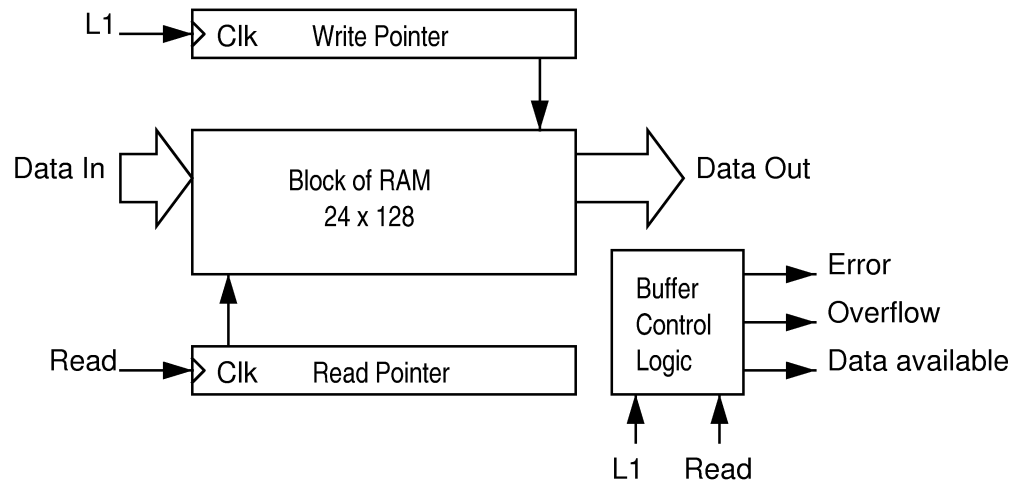 L1
Clk Write Pointer
Data In
Block of RAM
24 x 128
Data Out
Read
Clk Read Pointer
Buffer
Control
Logic
Error
Overflow
Data available
L1 Read